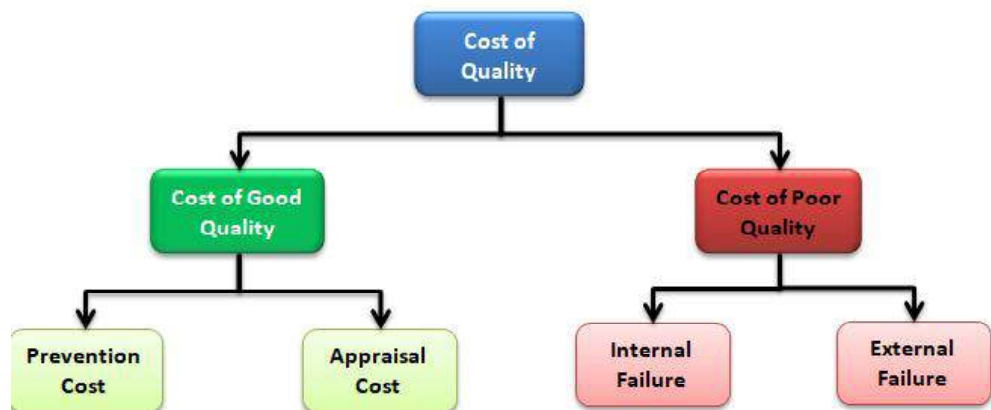 Cost of
Quality
Cost of Good
Quality
Cost of Poor
Quality
Prevention
Cost
Appraisal
Cost
Internal
Failure
External
Failure